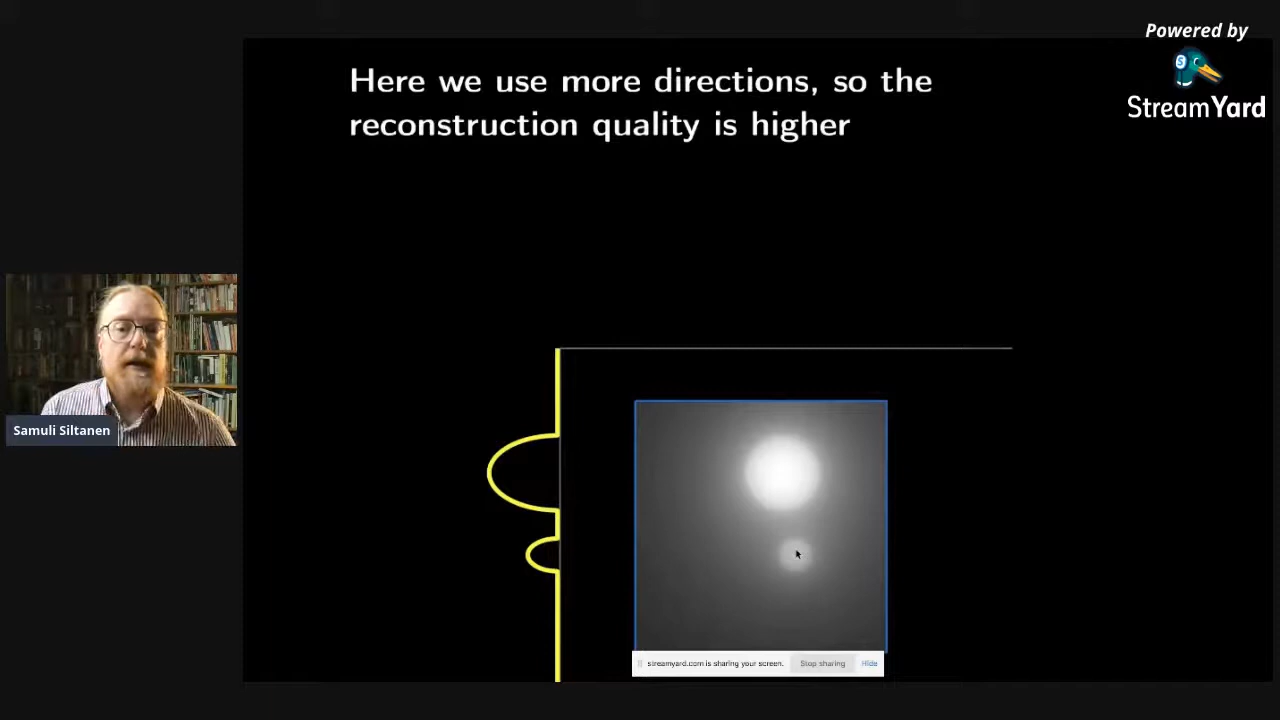 Powered by
StreamYard
Here we use more directions, so the
reconstruction quality is higher
Samuli Siltanen
streamyard.com is sharing your screen.
Stop sharing
Hide